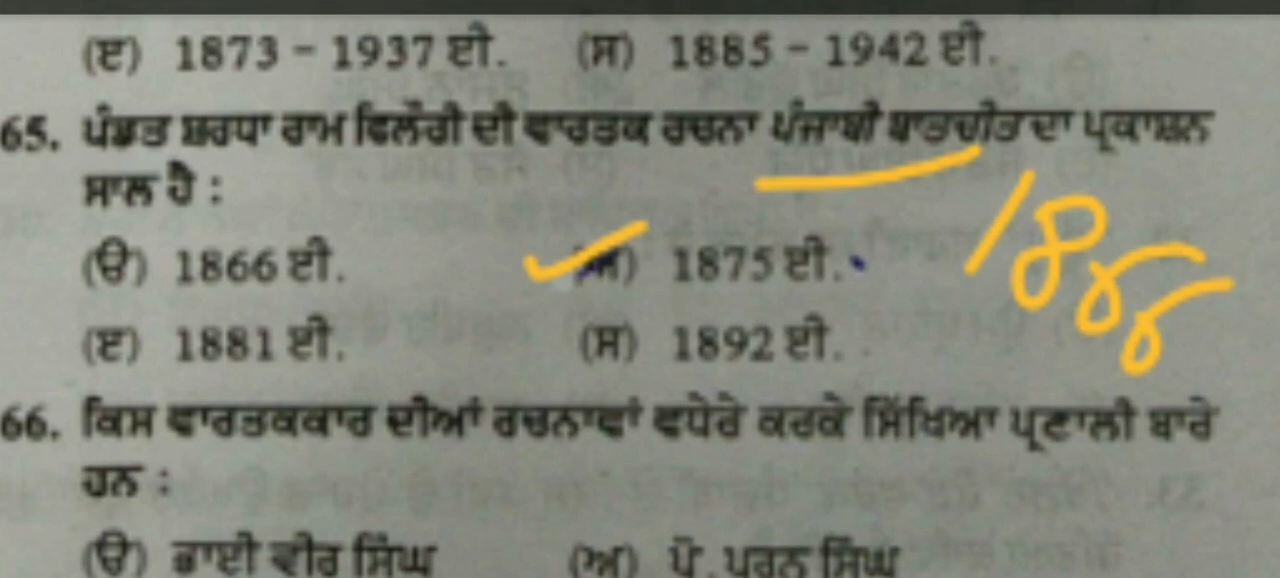 (ੲ) 1873 - 1937 ਈ. (ਸ) 1885 - 1942 ਈ.
65. ਪੰਡਤ ਸ਼ਰਧਾ ਰਾਮ ਫਿਲੌਰੀ ਦੀ ਵਾਰਤਕ ਰਚਨਾ ਪੰਜਾਬੀ ਬਾਤਚੀਤ ਦਾ ਪ੍ਰਕਾਸ਼ਨ
ਸਾਲ ਹੈ :
(ੳ) 1866 ਈ. (ਅ) 1875 ਈ.
1866
(ੲ) 1881 ਈ. (ਸ) 1892 ਈ.
66. ਕਿਸ ਵਾਰਤਕਕਾਰ ਦੀਆਂ ਰਚਨਾਵਾਂ ਵਧੇਰੇ ਕਰਕੇ ਸਿੱਖਿਆ ਪ੍ਰਣਾਲੀ ਬਾਰੇ
ਹਨ :
(ੳ) ਭਾਈ ਵੀਰ ਸਿੰਘ (ਅ) ਪ੍ਰੋ. ਪੂਰਨ ਸਿੰਘ